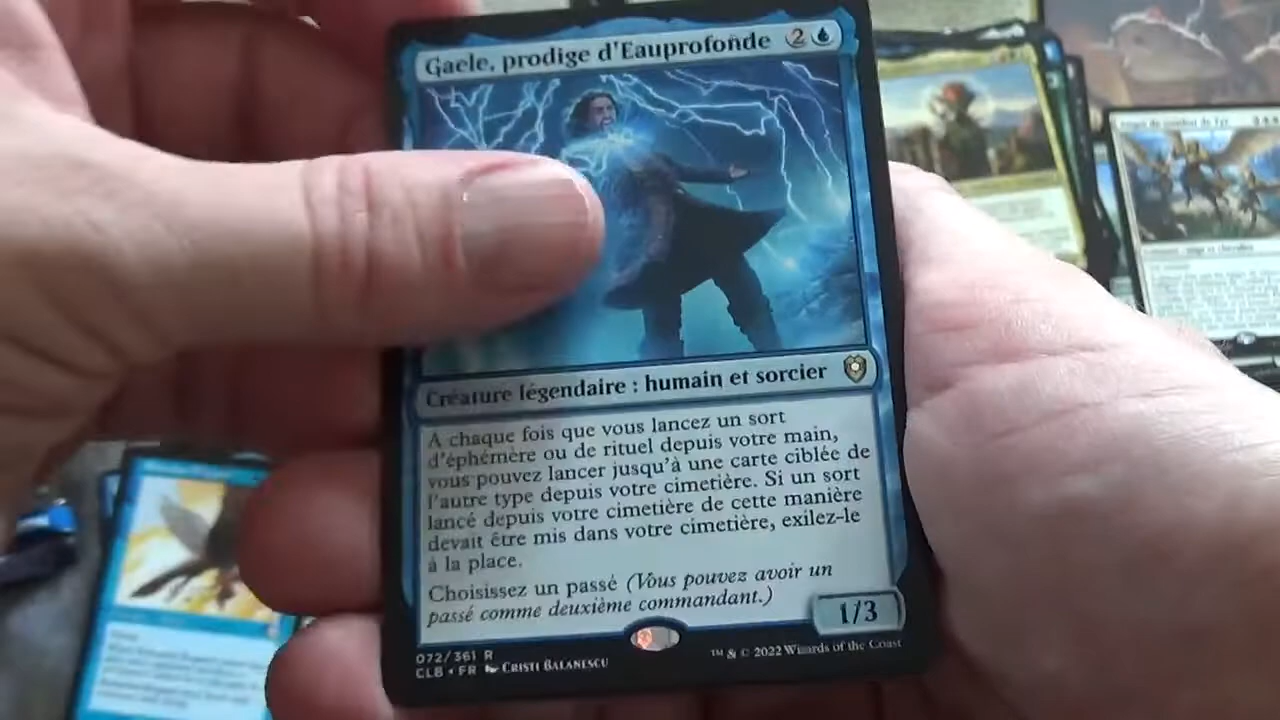 Gaele, prodige d'Eauprofonde 2
Créature légendaire : humain et sorcier
À chaque fois que vous lancez un sort
d'éphémère ou de rituel depuis votre main,
vous pouvez lancer jusqu'à une carte ciblée de
l'autre type depuis votre cimetière. Si un sort
lancé depuis votre cimetière de cette manière
devait être mis dans votre cimetière, exilez-le
à la place.
Choisissez un passé (Vous pouvez avoir un
passé comme deuxième commandant.)
1/3
072/361 R
CLB • FR Cristi Balanescu
™ & © 2022 Wizards of the Coast